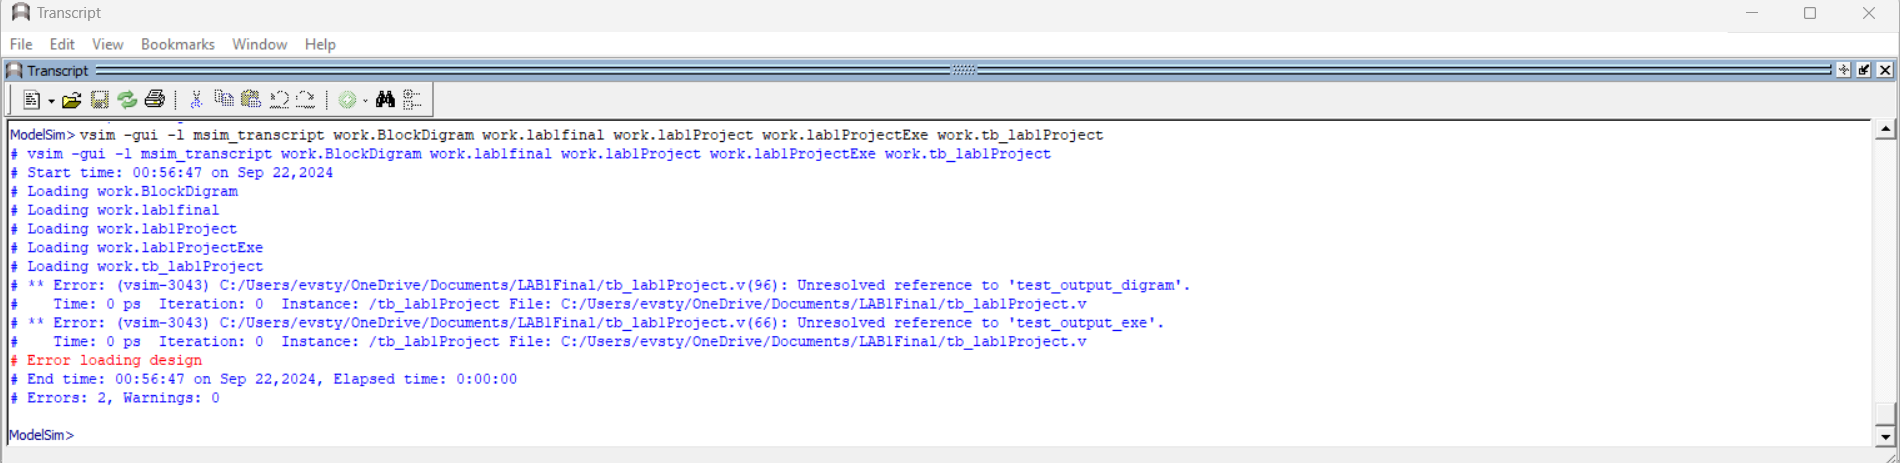 Transcript
File Edit View Bookmarks Window Help
Transcript
ModelSim> vsim -gui -l msim_transcript work.BlockDigram work.lab1final work.lab1Project work.lab1ProjectExe work.tb_lab1Project
# vsim -gui -l msim_transcript work.BlockDigram work.lab1final work.lab1Project work.lab1ProjectExe work.tb_lab1Project
# Start time: 00:56:47 on Sep 22,2024
# Loading work.BlockDigram
# Loading work.lab1final
# Loading work.lab1Project
# Loading work.lab1ProjectExe
# Loading work.tb_lab1Project
# ** Error: (vsim-3043) C:/Users/evsty/OneDrive/Documents/LAB1Final/tb_lab1Project.v(96): Unresolved reference to 'test_output_digram'.
#    Time: 0 ps  Iteration: 0  Instance: /tb_lab1Project File: C:/Users/evsty/OneDrive/Documents/LAB1Final/tb_lab1Project.v
# ** Error: (vsim-3043) C:/Users/evsty/OneDrive/Documents/LAB1Final/tb_lab1Project.v(66): Unresolved reference to 'test_output_exe'.
#    Time: 0 ps  Iteration: 0  Instance: /tb_lab1Project File: C:/Users/evsty/OneDrive/Documents/LAB1Final/tb_lab1Project.v
# Error loading design
# End time: 00:56:47 on Sep 22,2024, Elapsed time: 0:00:00
# Errors: 2, Warnings: 0
ModelSim>